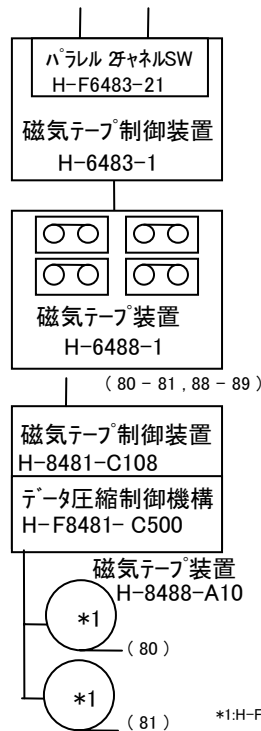 パラレル 2チャネルSW
H-F6483-21
磁気テープ制御装置
H-6483-1
磁気テープ装置
H-6488-1
( 80 - 81 , 88 - 89 )
磁気テープ制御装置
H-8481-C108
データ圧縮制御機構
H-F8481- C500
磁気テープ装置
H-8488-A10
*1
( 80 )
*1
( 81 )
*1:H-F